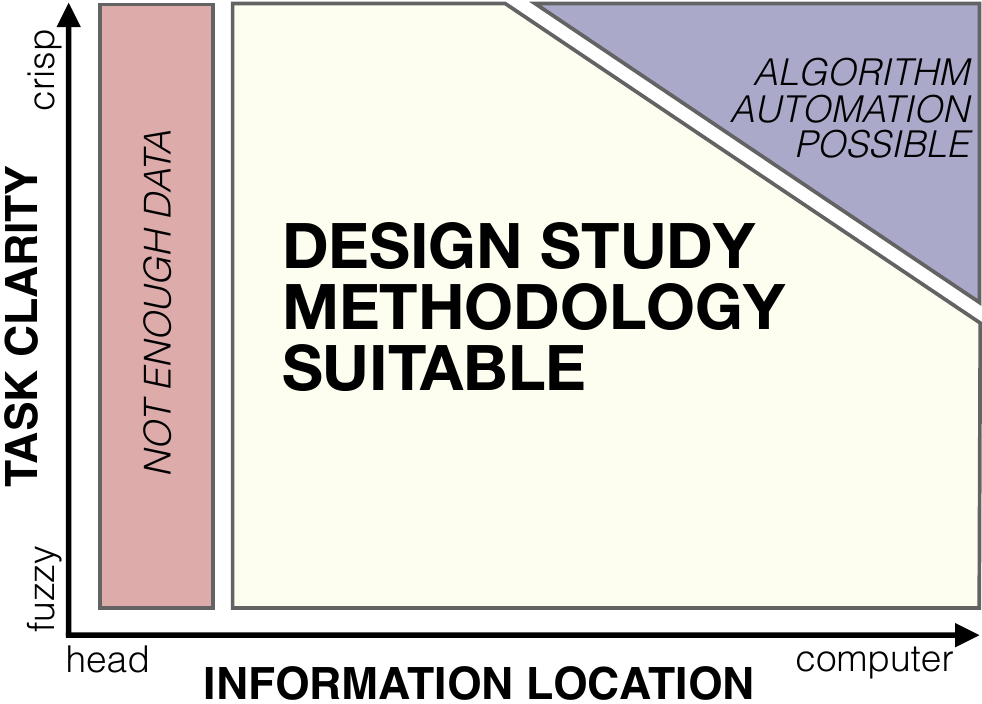 crisp
TASK CLARITY
fuzzy
NOT ENOUGH DATA
DESIGN STUDY
METHODOLOGY
SUITABLE
ALGORITHM
AUTOMATION
POSSIBLE
head
computer
INFORMATION LOCATION